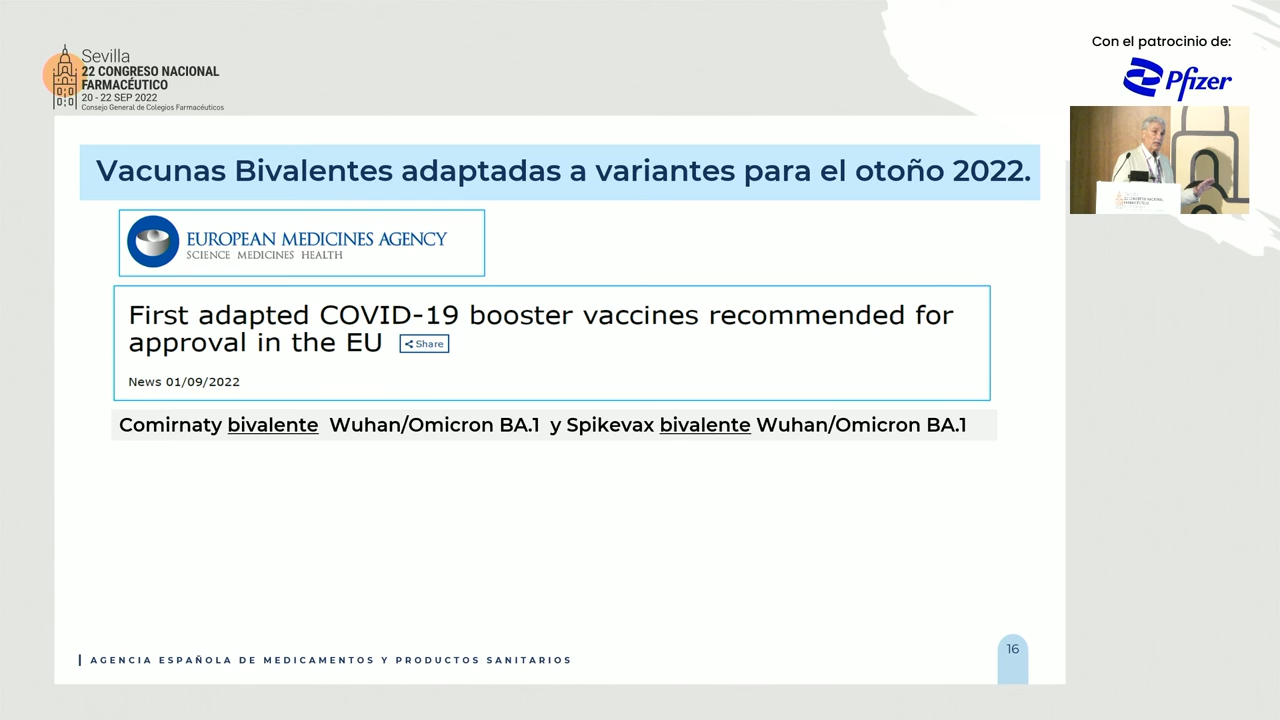 Sevilla
22 CONGRESO NACIONAL
FARMACÉUTICO
20 - 22 SEP 2022
Consejo General de Colegios Farmacéuticos
Con el patrocinio de:
Pfizer
Vacunas Bivalentes adaptadas a variantes para el otoño 2022.
EUROPEAN MEDICINES AGENCY
SCIENCE MEDICINES HEALTH
First adapted COVID-19 booster vaccines recommended for
approval in the EU Share
News 01/09/2022
Comirnaty bivalente Wuhan/Omicron BA.1 y Spikevax bivalente Wuhan/Omicron BA.1
AGENCIA ESPAÑOLA DE MEDICAMENTOS Y PRODUCTOS SANITARIOS
16